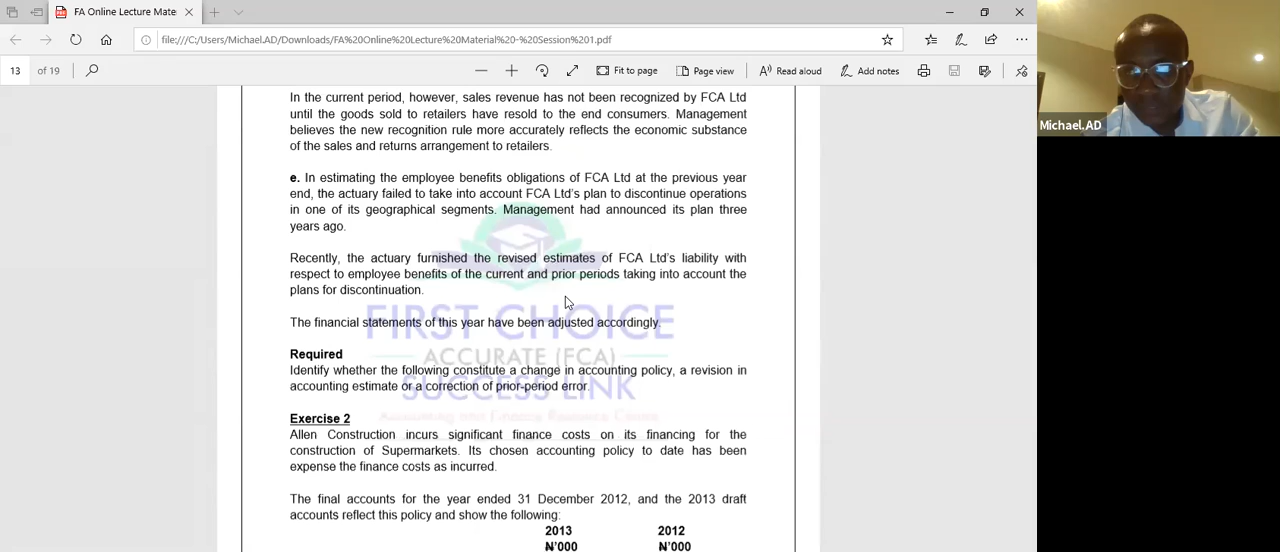 FA Online Lecture Mate
file:///C:/Users/Michael.AD/Downloads/FA%20Online%20Lecture%20Material%20-%20Session%201.pdf
13 of 19
Fit to page
Page view
Read aloud
Add notes
Michael.AD
In the current period, however, sales revenue has not been recognized by FCA Ltd
until the goods sold to retailers have resold to the end consumers. Management
believes the new recognition rule more accurately reflects the economic substance
of the sales and returns arrangement to retailers.
e. In estimating the employee benefits obligations of FCA Ltd at the previous year
end, the actuary failed to take into account FCA Ltd's plan to discontinue operations
in one of its geographical segments. Management had announced its plan three
years ago.
Recently, the actuary furnished the revised estimates of FCA Ltd's liability with
respect to employee benefits of the current and prior periods taking into account the
plans for discontinuation.
FIRST CHOICE
The financial statements of this year have been adjusted accordingly.
ACCURATE (FCA)
Required
Identify whether the following constitute a change in accounting policy, a revision in
SUCCESS LINK
accounting estimate or a correction of prior-period error.
Exercise 2
Allen Construction incurs significant finance costs on its financing for the
construction of Supermarkets. Its chosen accounting policy to date has been
expense the finance costs as incurred.
The final accounts for the year ended 31 December 2012, and the 2013 draft
accounts reflect this policy and show the following:
2013 2012
₦'000 ₦'000